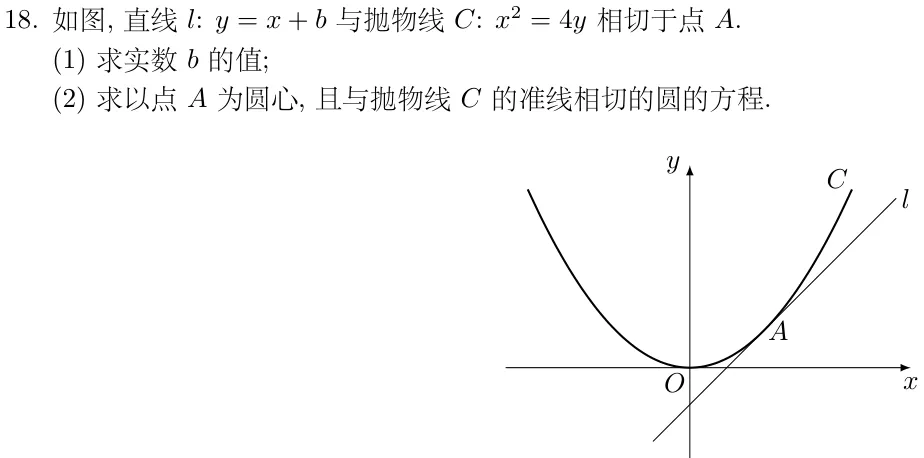 18. 如图, 直线 l: y = x + b 与抛物线 C: x² = 4y 相切于点 A.
(1) 求实数 b 的值;
(2) 求以点 A 为圆心, 且与抛物线 C 的准线相切的圆的方程.
y
C
l
A
O
x